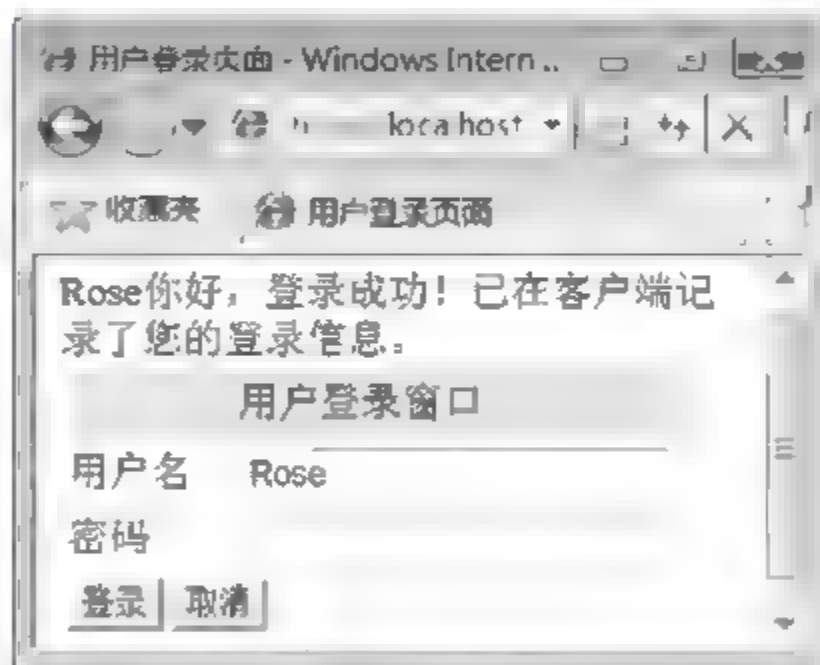 用户登录页面 - Windows Intern...
localhost
收藏夹 用户登录页面
Rose你好，登录成功！已在客户端记
录了您的登录信息。
用户登录窗口
用户名 Rose
密码
登录 取消